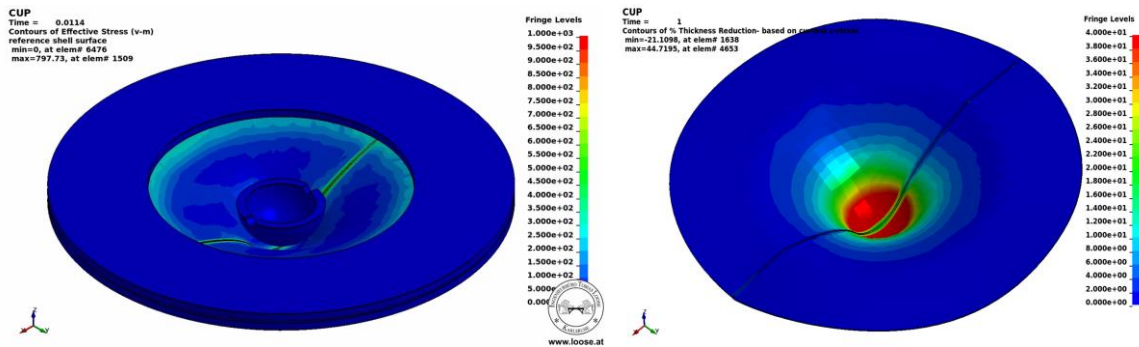 CUP
Time = 0.0114
Contours of Effective Stress (v-m)
reference shell surface
min=0, at elem# 6476
max=797.73, at elem# 1509
Fringe Levels
1.000e+03
9.500e+02
9.000e+02
8.500e+02
8.000e+02
7.500e+02
7.000e+02
6.500e+02
6.000e+02
5.500e+02
5.000e+02
4.500e+02
4.000e+02
3.500e+02
3.000e+02
2.500e+02
2.000e+02
1.500e+02
1.000e+02
5.000e
0.000
INGENIEURBÜRO TOBIAS LOOSE
KARLSRUHE
www.loose.at
z
x
y
CUP
Time = 1
Contours of % Thickness Reduction- based on
min=-21.1098, at elem# 1638
max=44.7195, at elem# 4653
Fringe Levels
4.000e+01
3.800e+01
3.600e+01
3.400e+01
3.200e+01
3.000e+01
2.800e+01
2.600e+01
2.400e+01
2.200e+01
2.000e+01
1.800e+01
1.600e+01
1.400e+01
1.200e+01
1.000e+01
8.000e+00
6.000e+00
4.000e+00
2.000e+00
0.000e+00
z
x
y